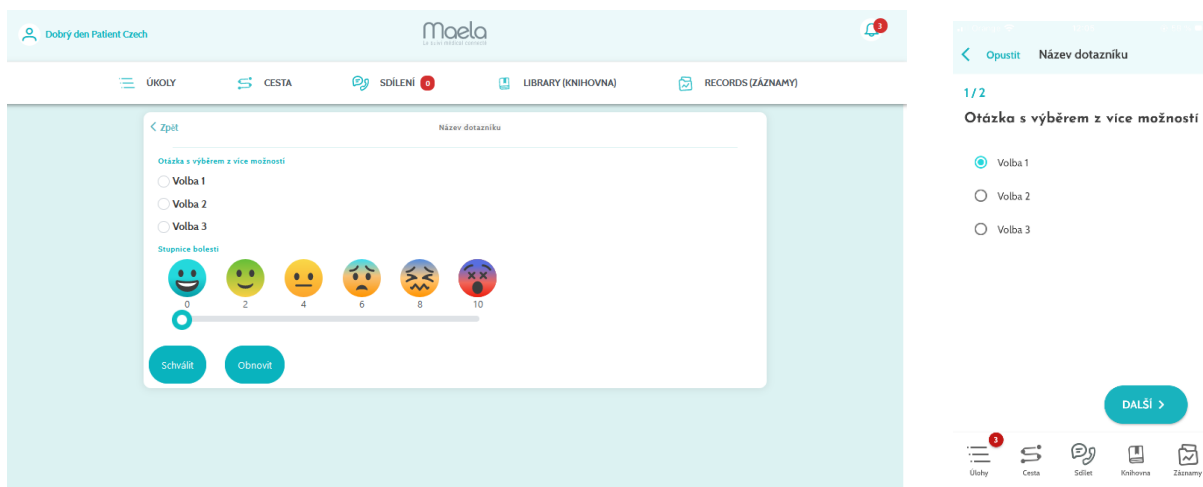 Dobrý den Patient Czech
Maela
3
ÚKOLY
CESTA
SDÍLENÍ 0
LIBRARY (KNIHOVNA)
RECORDS (ZÁZNAMY)
Zpět
Název dotazníku
Otázka s výběrem z více možností
Volba 1
Volba 2
Volba 3
Stupnice bolesti
0 2 4 6 8 10
Schválit
Obnovit
Opustit Název dotazníku
1 / 2
Otázka s výběrem z více možností
Volba 1
Volba 2
Volba 3
DALŠÍ
3
Úlohy
Cesta
Sdílet
Knihovna
Záznamy